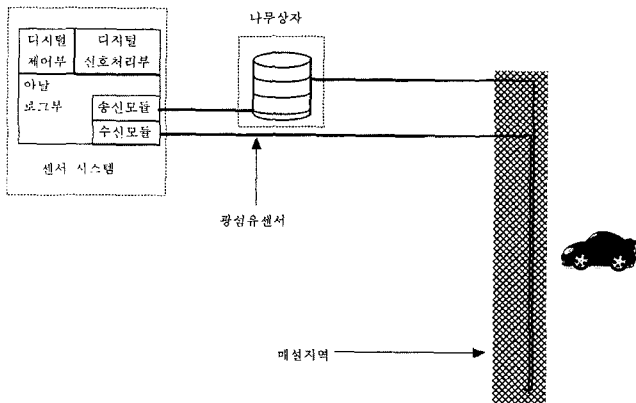 나무상자
디지털
제어부
디지털
신호처리부
아날
로그부
송신모듈
수신모듈
센서 시스템
광섬유센서
매설지역